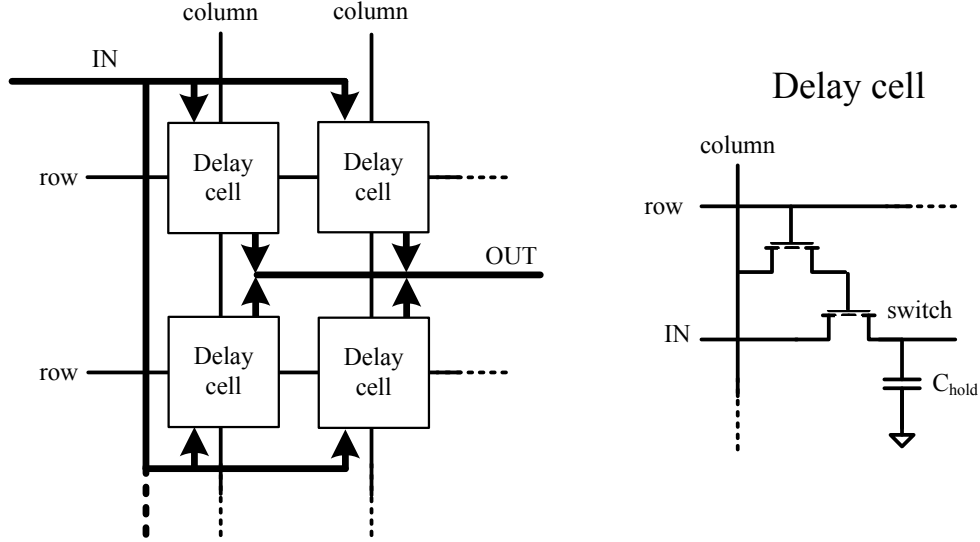 column
column
IN
Delay
cell
Delay
cell
row
OUT
Delay
cell
Delay
cell
row
Delay cell
column
row
switch
IN
Chold